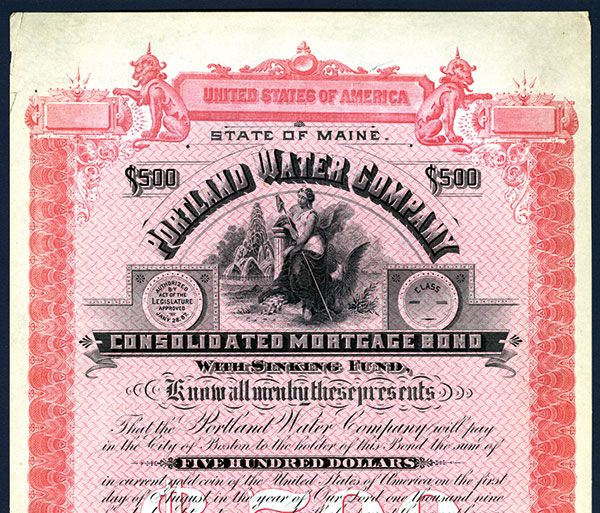 UNITED STATES OF AMERICA
STATE OF MAINE.
$500 $500
PORTLAND WATER COMPANY
AUTHORIZED
BY
ACT OF THE
LEGISLATURE
APPROVED
JANY 28, 87
CLASS
CONSOLIDATED MORTGAGE BOND
WITH SINKING FUND,
Know all men by these presents
That the Portland Water Company will pay
in the City of Boston to the holder of this Bond the sum of
FIVE HUNDRED DOLLARS
in current gold coin of the United States of America on the first
day of August, in the year of Our Lord one thousand nine